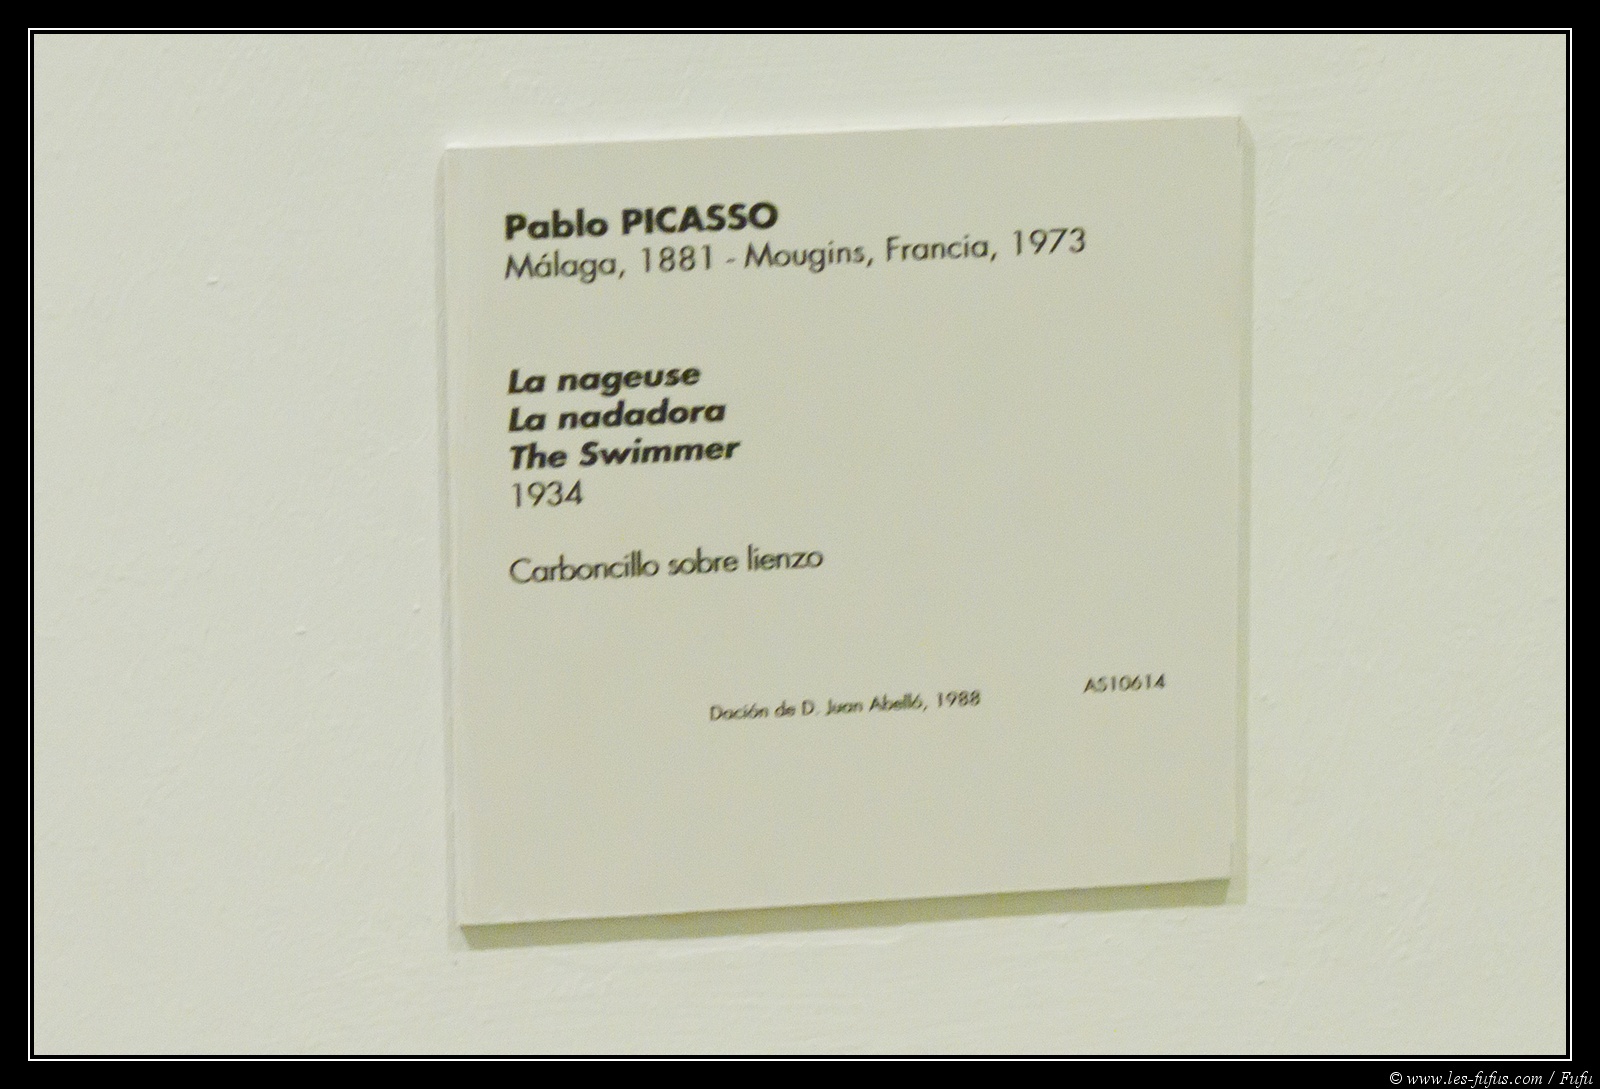 Pablo PICASSO
Málaga, 1881 - Mougins, Francia, 1973
La nageuse
La nadadora
The Swimmer
1934
Carboncillo sobre lienzo
Dación de D. Juan Abelló, 1988
AS10614
© www.les-fufus.com / Fufu